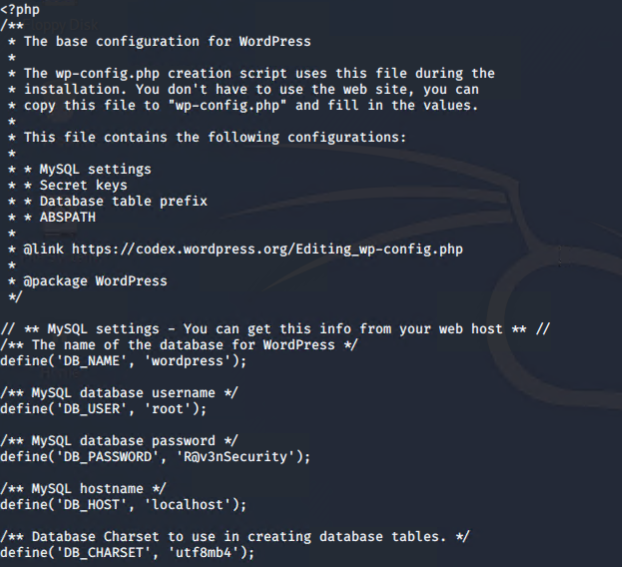 <?php
/**
 * The base configuration for WordPress
 *
 * The wp-config.php creation script uses this file during the
 * installation. You don't have to use the web site, you can
 * copy this file to "wp-config.php" and fill in the values.
 *
 * This file contains the following configurations:
 *
 * * MySQL settings
 * * Secret keys
 * * Database table prefix
 * * ABSPATH
 *
 * @link https://codex.wordpress.org/Editing_wp-config.php
 *
 * @package WordPress
 */

// ** MySQL settings - You can get this info from your web host ** //
/** The name of the database for WordPress */
define('DB_NAME', 'wordpress');

/** MySQL database username */
define('DB_USER', 'root');

/** MySQL database password */
define('DB_PASSWORD', 'R@v3nSecurity');

/** MySQL hostname */
define('DB_HOST', 'localhost');

/** Database Charset to use in creating database tables. */
define('DB_CHARSET', 'utf8mb4');